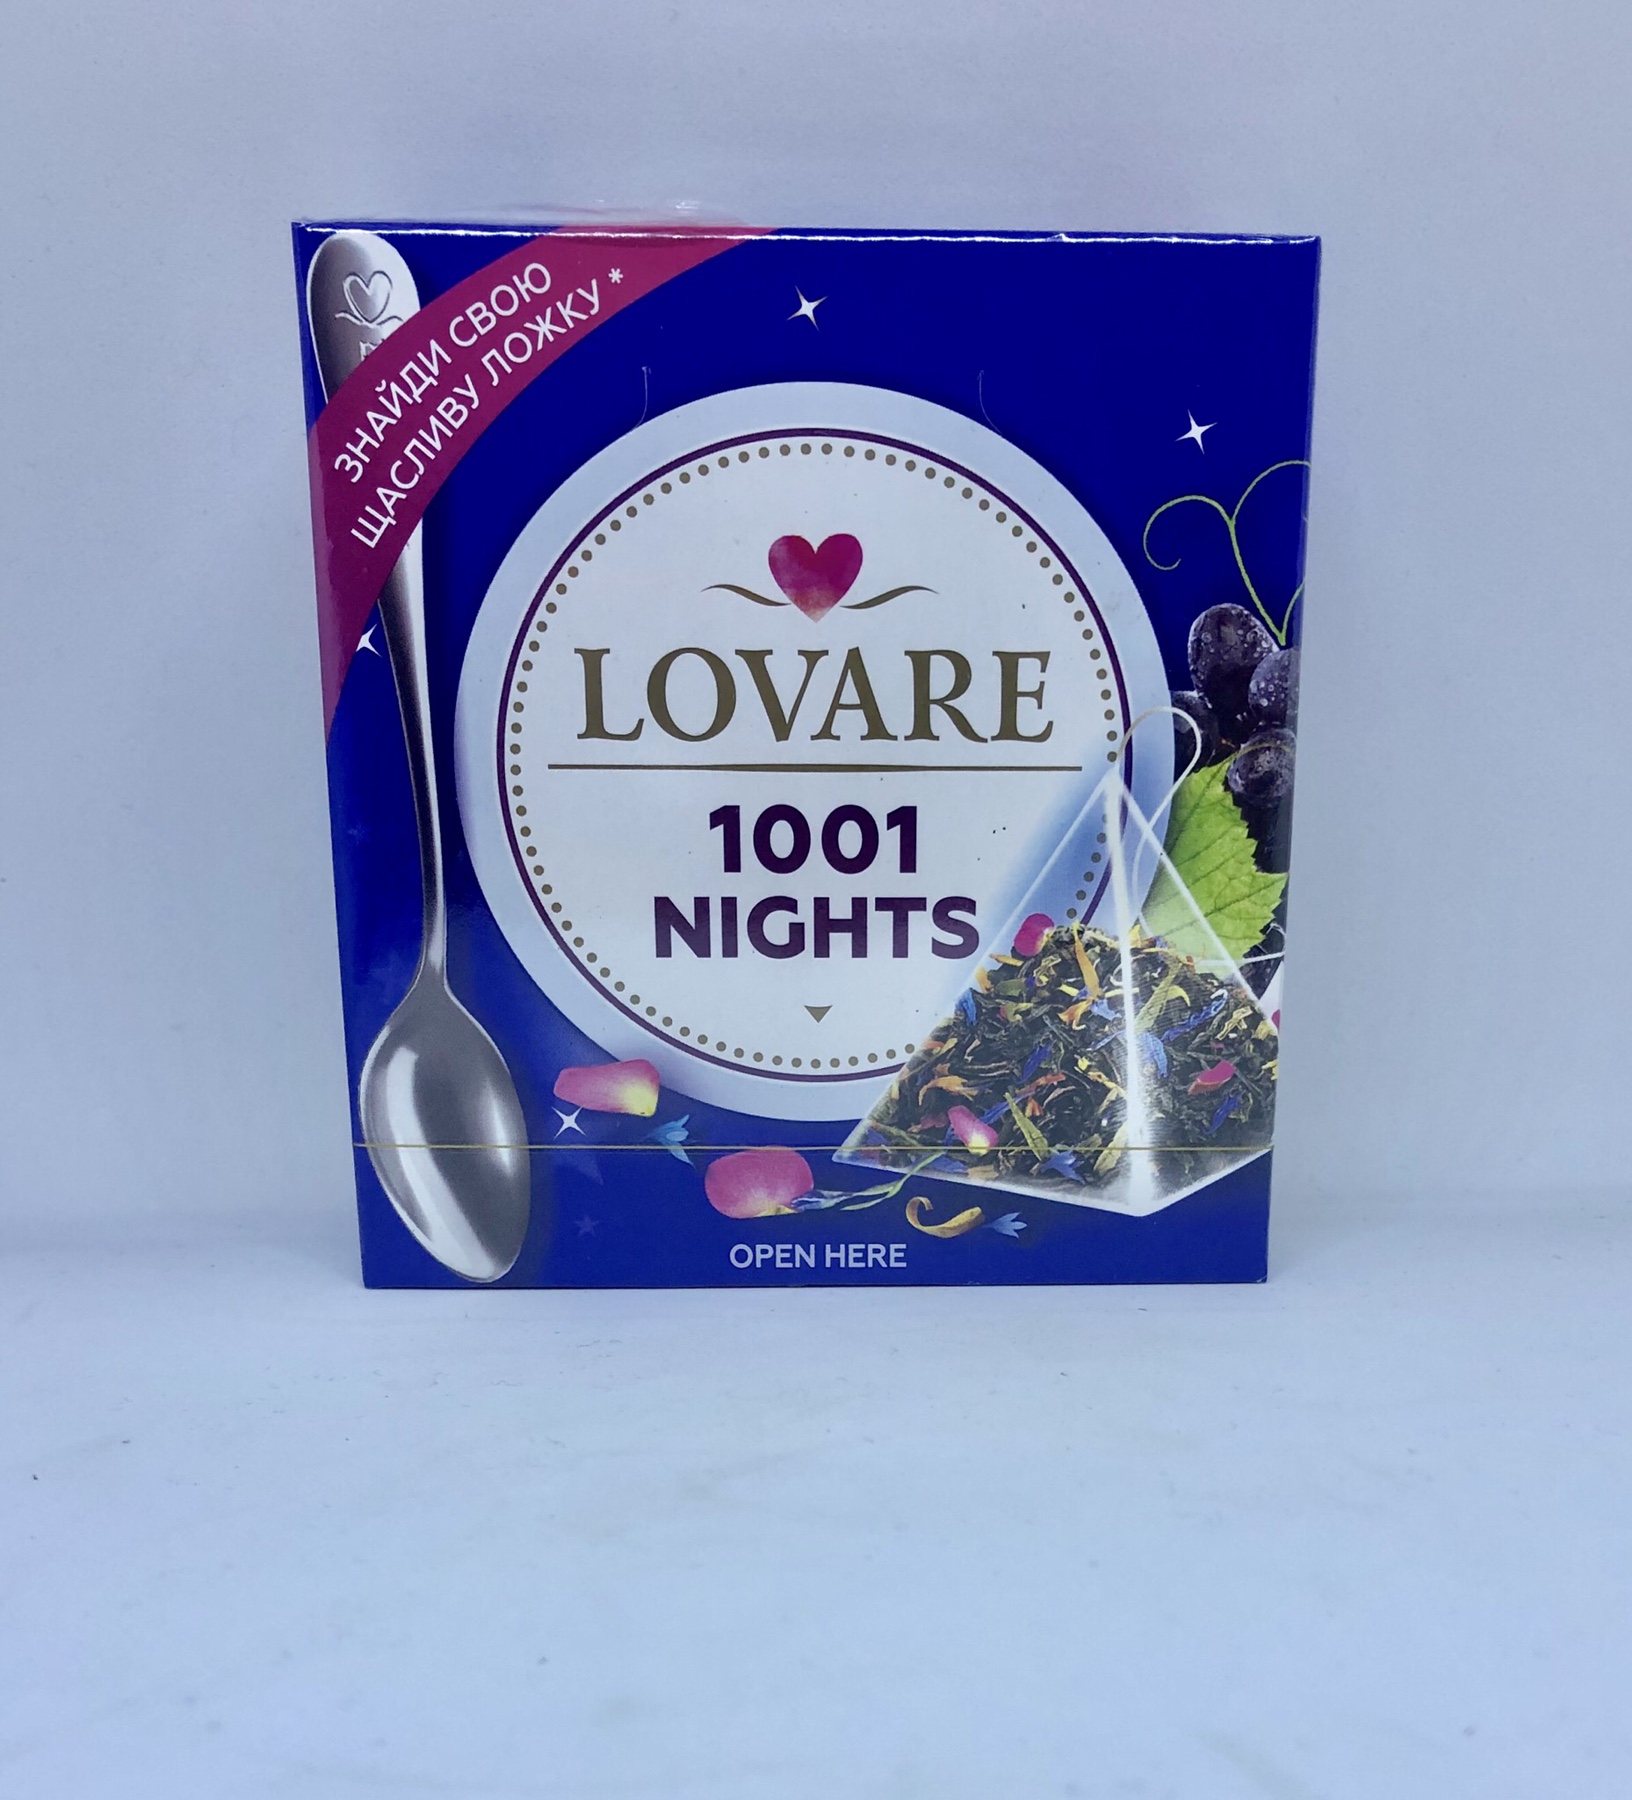 ЗНАЙДИ СВОЮ
ЩАСЛИВУ ЛОЖКУ *
LOVARE
1001
NIGHTS
OPEN HERE